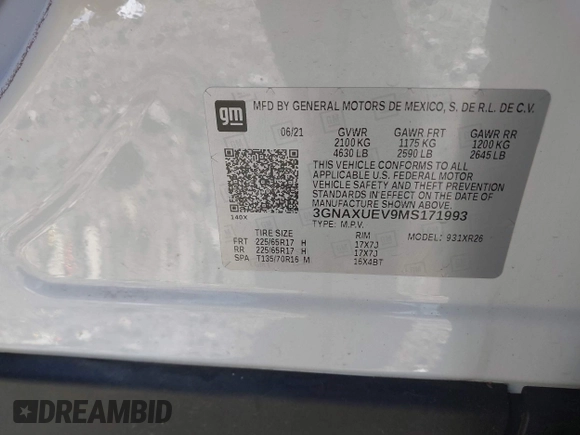 gm
MFD BY GENERAL MOTORS DE MEXICO, S. DE R.L. DE C.V.
06/21 GVWR GAWR FRT GAWR RR
2100 KG 1175 KG 1200 KG
4630 LB 2590 LB 2645 LB
THIS VEHICLE CONFORMS TO ALL
APPLICABLE U.S. FEDERAL MOTOR
VEHICLE SAFETY AND THEFT PREVENTION
STANDARDS IN EFFECT ON THE DATE OF
MANUFACTURE SHOWN ABOVE.
140X 3GNAXUEV9MS171993
TYPE: M.P.V.
TIRE SIZE RIM MODEL: 931XR26
FRT 225/65R17 H 17X7J
RR 225/65R17 H 17X7J
SPA T135/70R16 M 16X4BT
DREAMBID